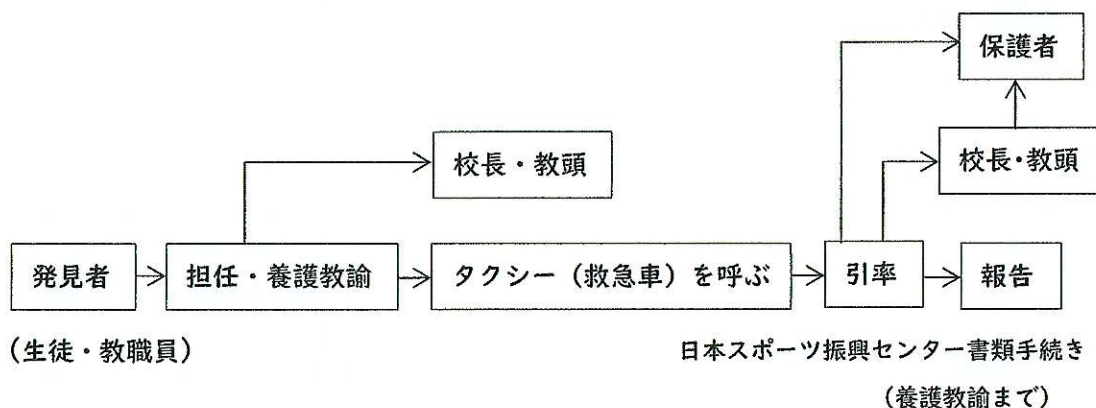 保護者
校長・教頭
校長・教頭
発見者
担任・養護教諭
タクシー（救急車）を呼ぶ
引率
報告
（生徒・教職員）
日本スポーツ振興センター書類手続き
（養護教諭まで）